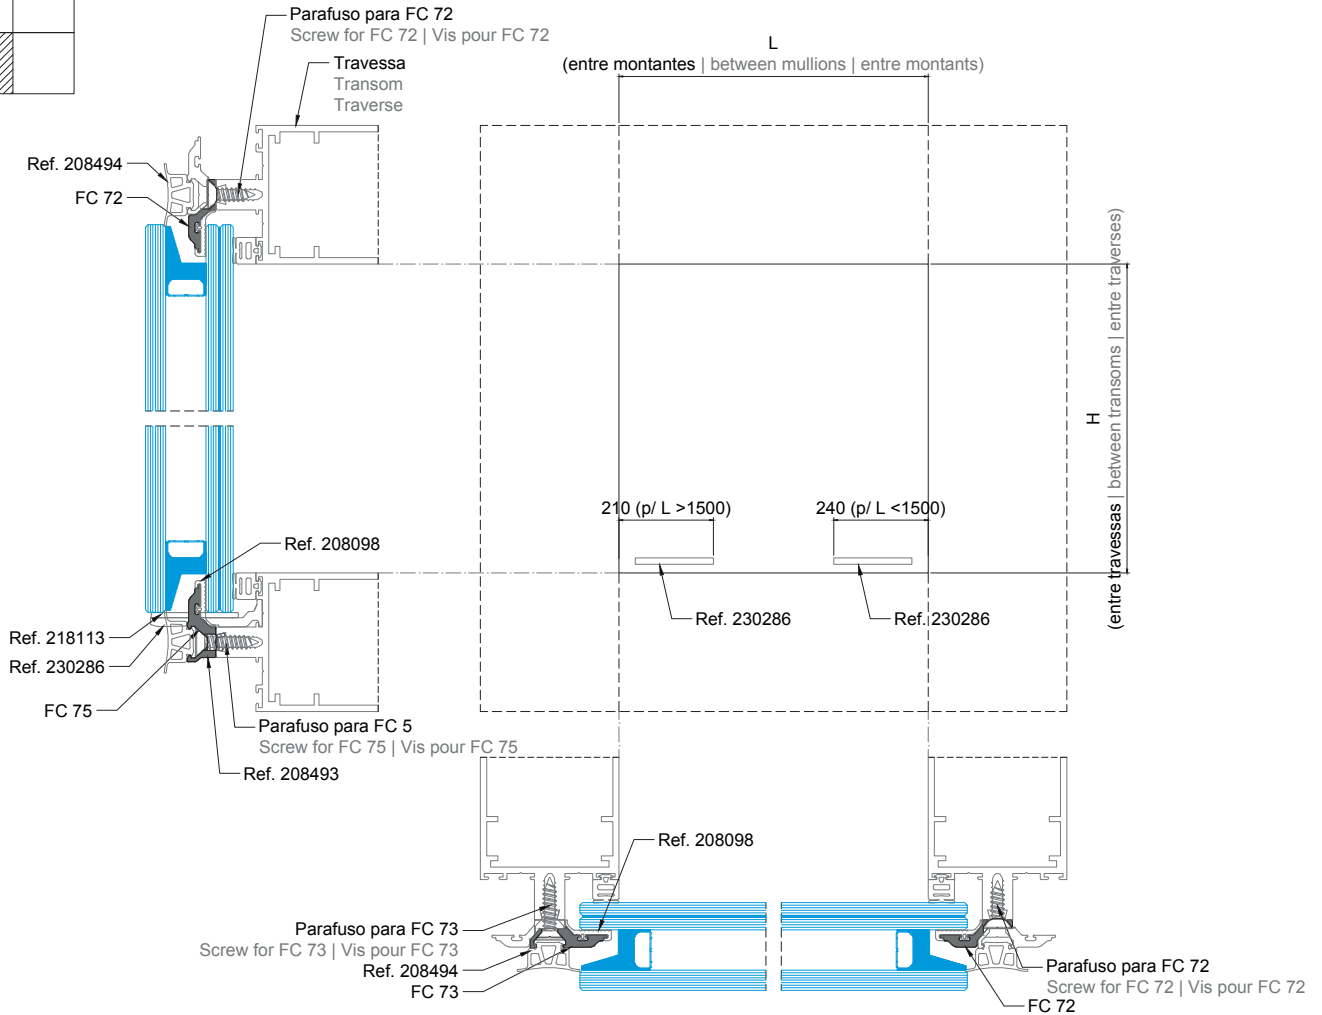 Parafuso para FC 72
Screw for FC 72 | Vis pour FC 72
Travessa
Transom
Traverse
L
(entre montantes | between mullions | entre montants)
Ref. 208494
FC 72
H
(entre travessas | between transoms | entre traverses)
210 (p/ L >1500)
240 (p/ L <1500)
Ref. 208098
Ref. 230286
Ref. 230286
Ref. 218113
Ref. 230286
FC 75
Parafuso para FC 5
Screw for FC 75 | Vis pour FC 75
Ref. 208493
Ref. 208098
Parafuso para FC 73
Screw for FC 73 | Vis pour FC 73
Ref. 208494
FC 73
Parafuso para FC 72
Screw for FC 72 | Vis pour FC 72
FC 72